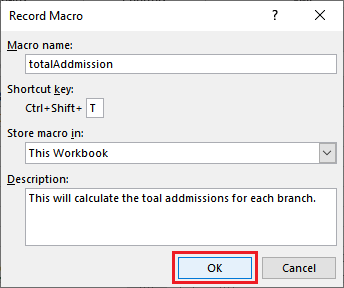 Record Macro
Macro name:
totalAddmission
Shortcut key:
Ctrl+Shift+ T
Store macro in:
This Workbook
Description:
This will calculate the toal addmissions for each branch.
OK Cancel